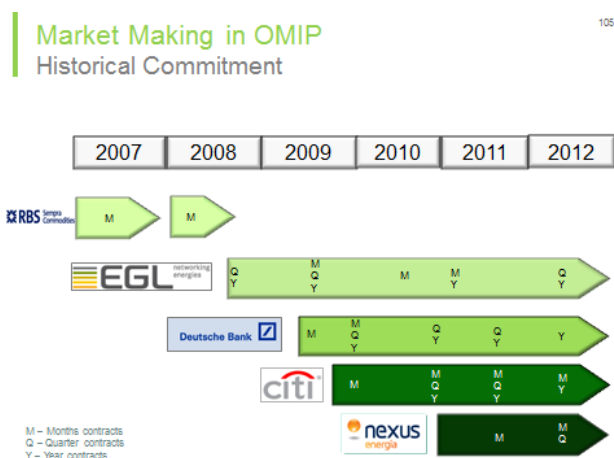 105
Market Making in OMIP
Historical Commitment
2007 2008 2009 2010 2011 2012
RBS Sempra Commodities
M M
EGL networking energies
Q
Y
M
Q
Y
M
M
Y
Q
Y
Deutsche Bank
M
M
Q
Y
Q
Y
Q
Y
Y
citi
M
M
Q
Y
M
Q
Y
M
Y
nexus
energía
M
M
Q
M – Months contracts
Q – Quarter contracts
Y – Year contracts